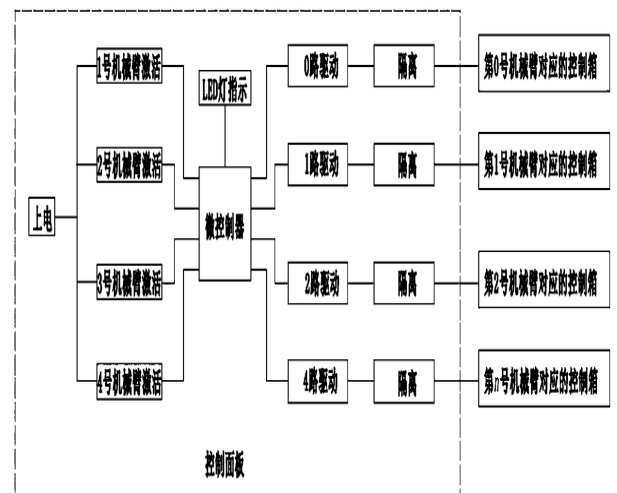 1号机械臂激活
0路驱动
隔离
第0号机械臂对应的控制箱
LED灯指示
2号机械臂激活
1路驱动
隔离
第1号机械臂对应的控制箱
上电
微控制器
3号机械臂激活
2路驱动
隔离
第2号机械臂对应的控制箱
4号机械臂激活
4路驱动
隔离
第n号机械臂对应的控制箱
控制面板